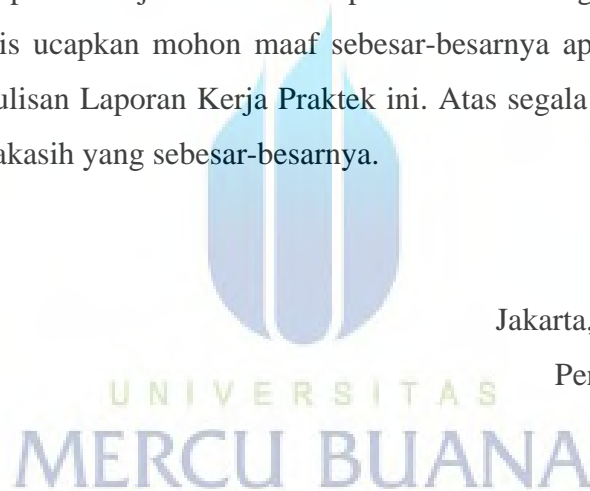 is ucapkan mohon maaf sebesar-besarnya ap
ulisan Laporan Kerja Praktek ini. Atas segala
akasih yang sebesar-besarnya.
Jakarta,
Per
UNIVERSITAS
MERCU BUANA